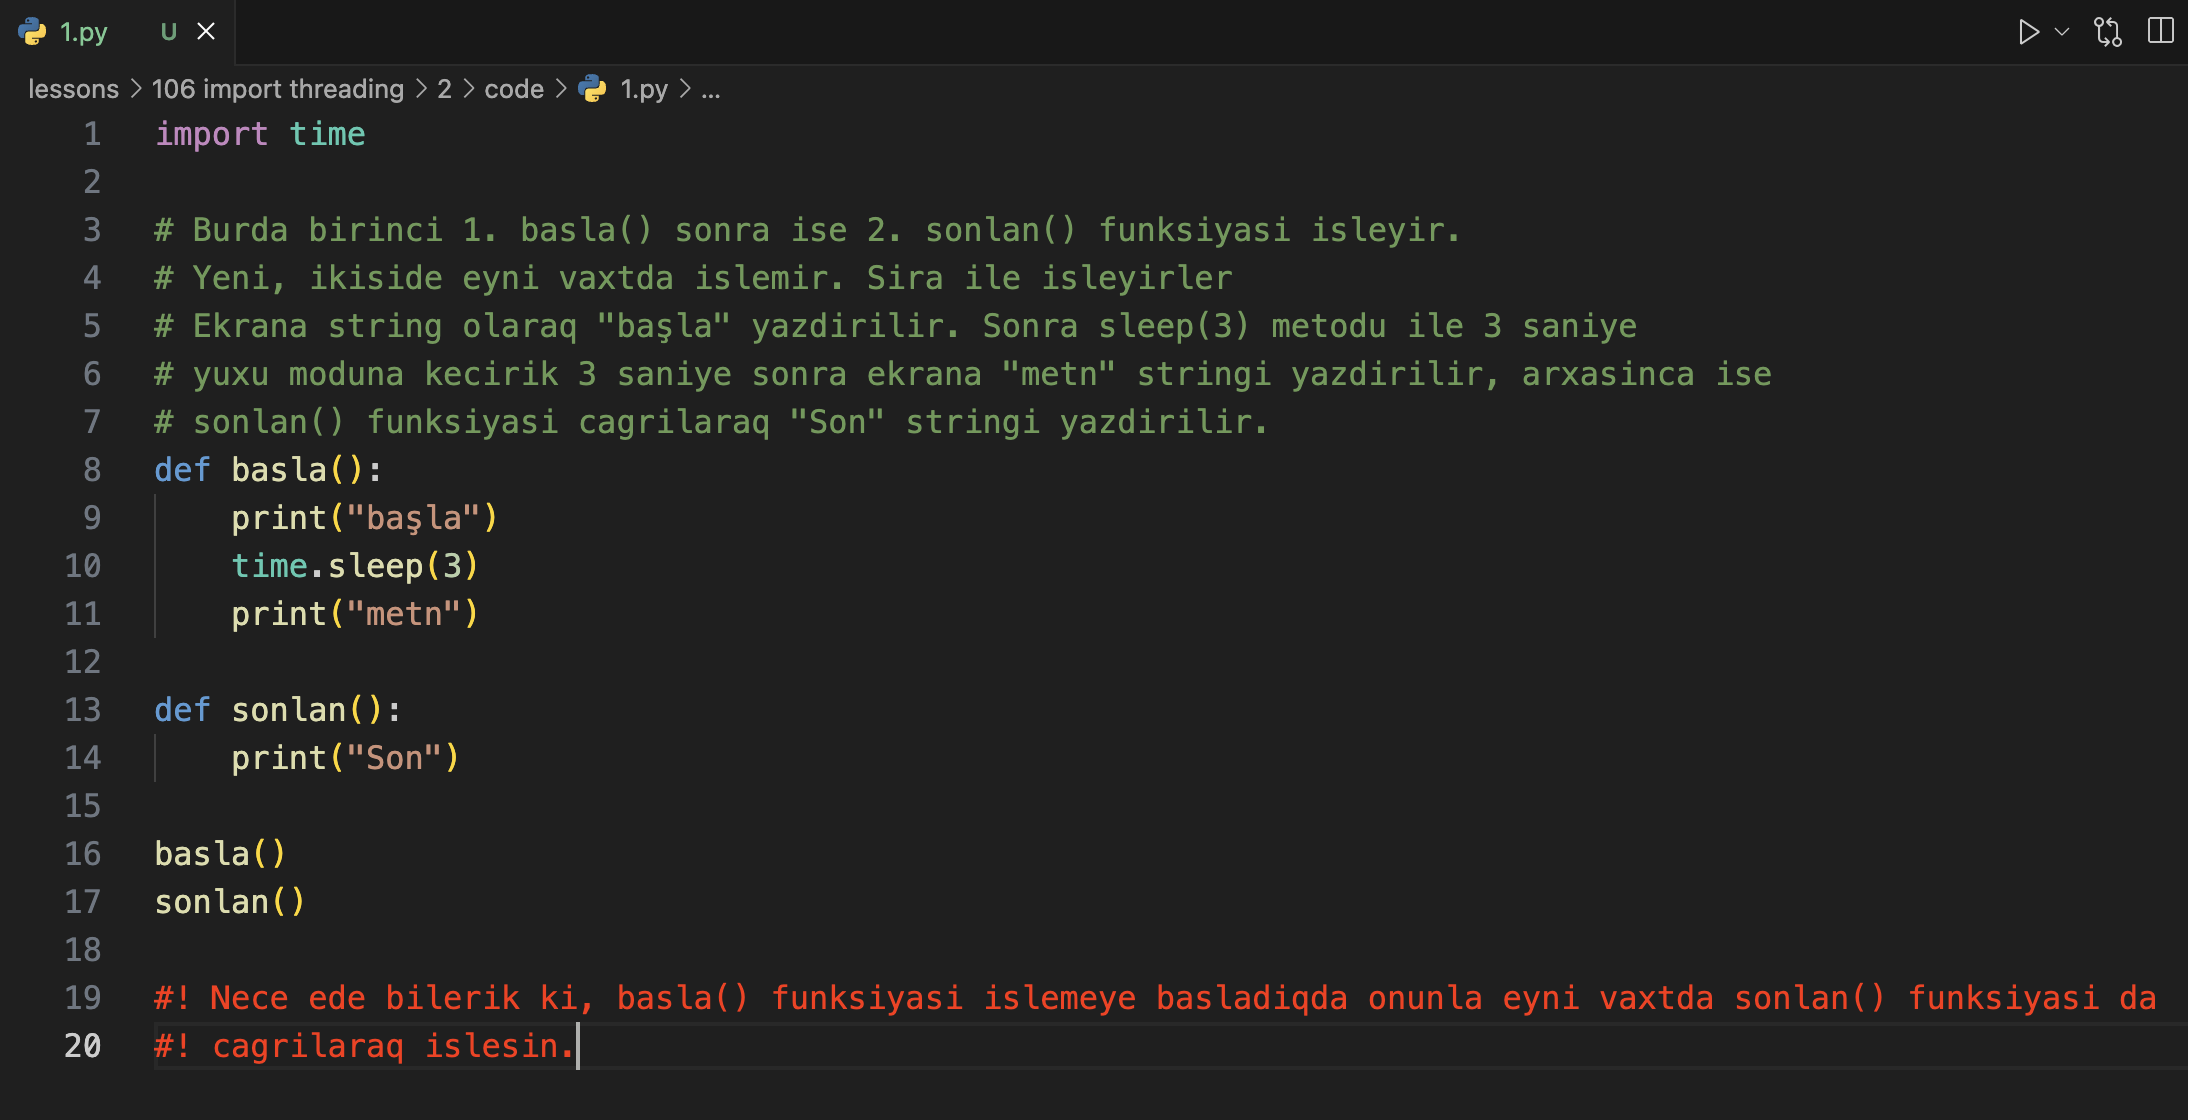 1.py U
lessons > 106 import threading > 2 > code > 1.py > ...
1 import time
2
3 # Burda birinci 1. basla() sonra ise 2. sonlan() funksiyasi isleyir.
4 # Yeni, ikiside eyni vaxtda islemir. Sira ile isleyirler
5 # Ekrana string olaraq "başla" yazdirilir. Sonra sleep(3) metodu ile 3 saniye
6 # yuxu moduna kecirik 3 saniye sonra ekrana "metn" stringi yazdirilir, arxasinca ise
7 # sonlan() funksiyasi cagrilaraq "Son" stringi yazdirilir.
8 def basla():
9     print("başla")
10     time.sleep(3)
11     print("metn")
12
13 def sonlan():
14     print("Son")
15
16 basla()
17 sonlan()
18
19 #! Nece ede bilerik ki, basla() funksiyasi islemeye basladiqda onunla eyni vaxtda sonlan() funksiyasi da
20 #! cagrilaraq islesin.